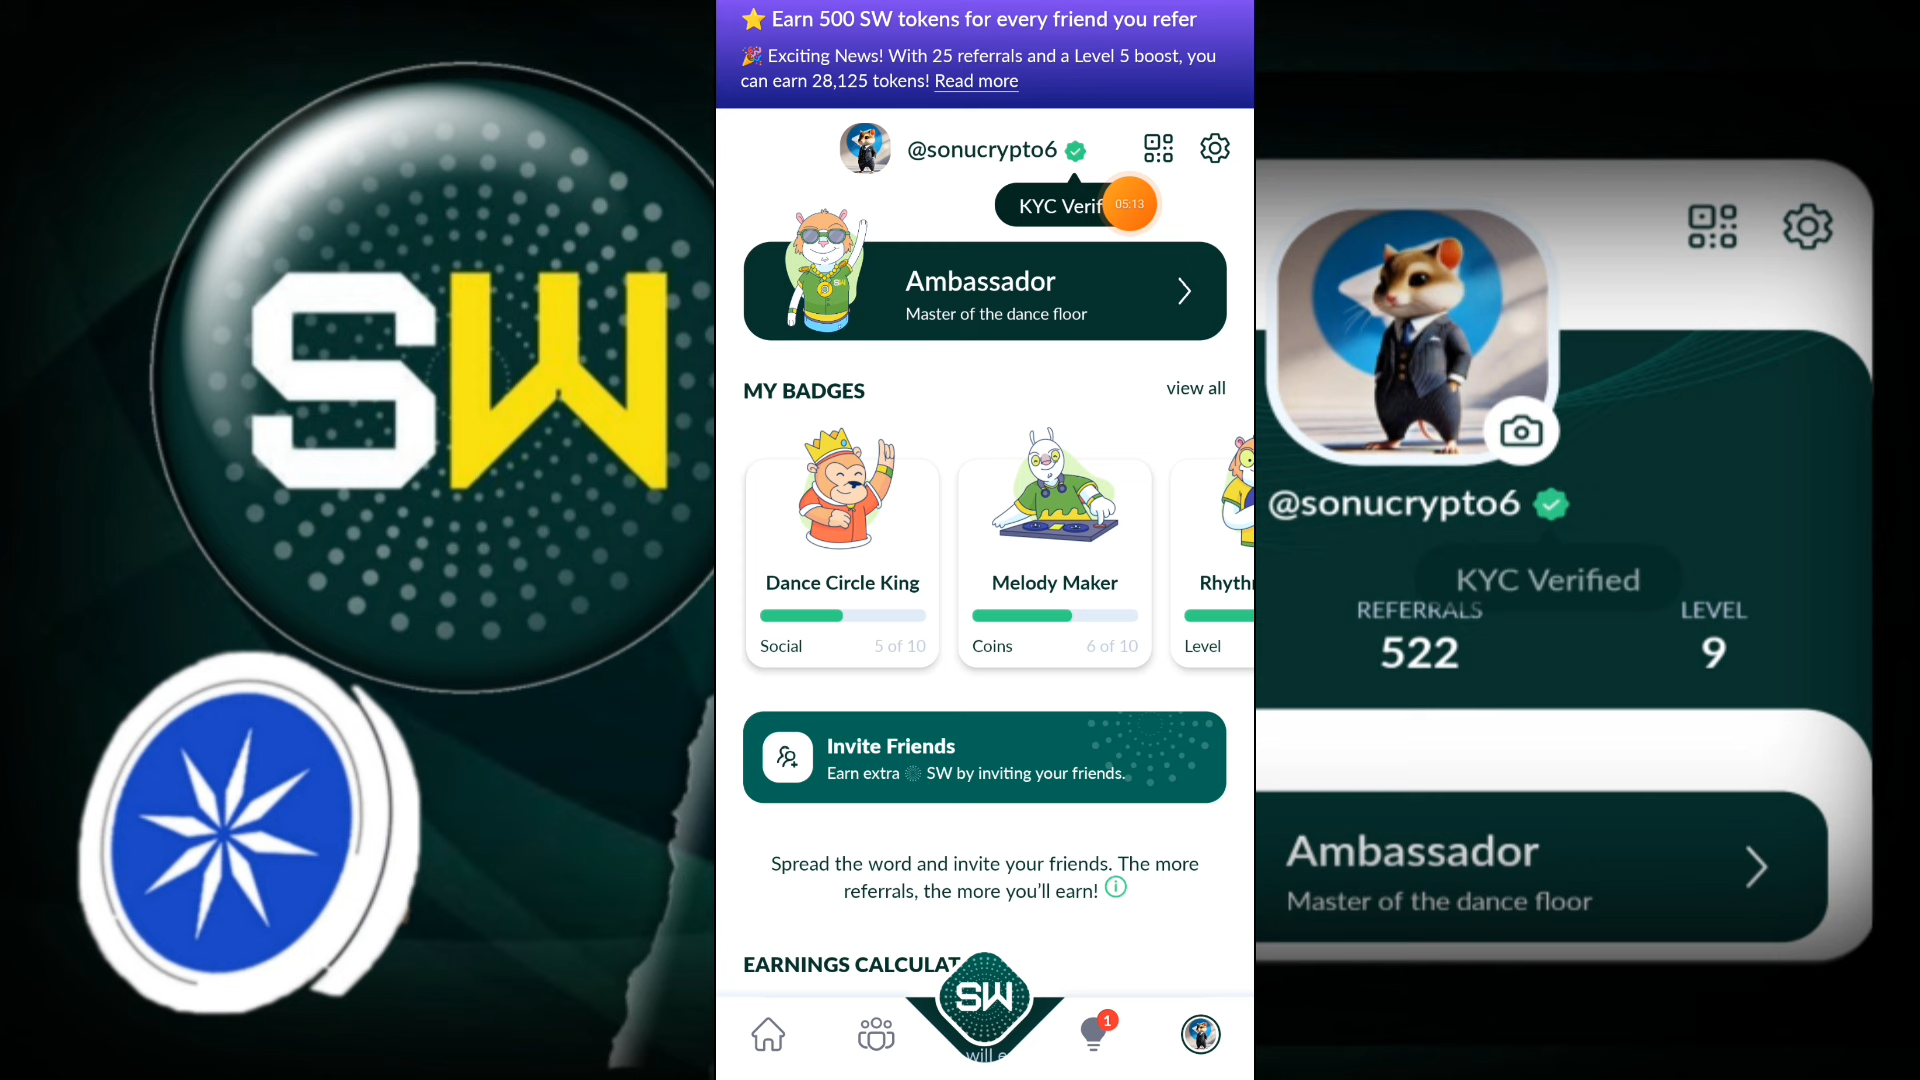 SW
⭐ Earn 500 SW tokens for every friend you refer
🎉 Exciting News! With 25 referrals and a Level 5 boost, you
can earn 28,125 tokens! Read more
@sonucrypto6
KYC Verif
05:13
Ambassador
Master of the dance floor
MY BADGES
view all
SW
Dance Circle King
Social
5 of 10
Melody Maker
Coins
6 of 10
Rhyth
Level
Invite Friends
Earn extra SW by inviting your friends.
Spread the word and invite your friends. The more
referrals, the more you'll earn!
EARNINGS CALCULAT
SW
will e
1
@sonucrypto6
KYC Verified
REFERRALS
LEVEL
522
9
Ambassador
Master of the dance floor